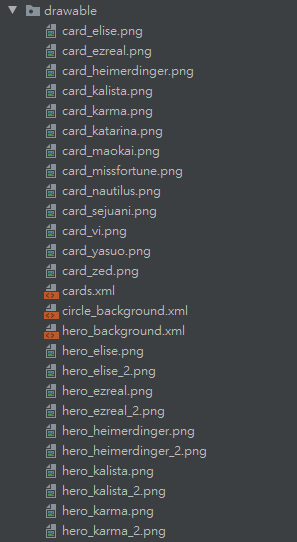 drawable
card_elise.png
card_ezreal.png
card_heimerdinger.png
card_kalista.png
card_karma.png
card_katarina.png
card_maokai.png
card_missfortune.png
card_nautilus.png
card_sejuani.png
card_vi.png
card_yasuo.png
card_zed.png
cards.xml
circle_background.xml
hero_background.xml
hero_elise.png
hero_elise_2.png
hero_ezreal.png
hero_ezreal_2.png
hero_heimerdinger.png
hero_heimerdinger_2.png
hero_kalista.png
hero_kalista_2.png
hero_karma.png
hero_karma_2.png